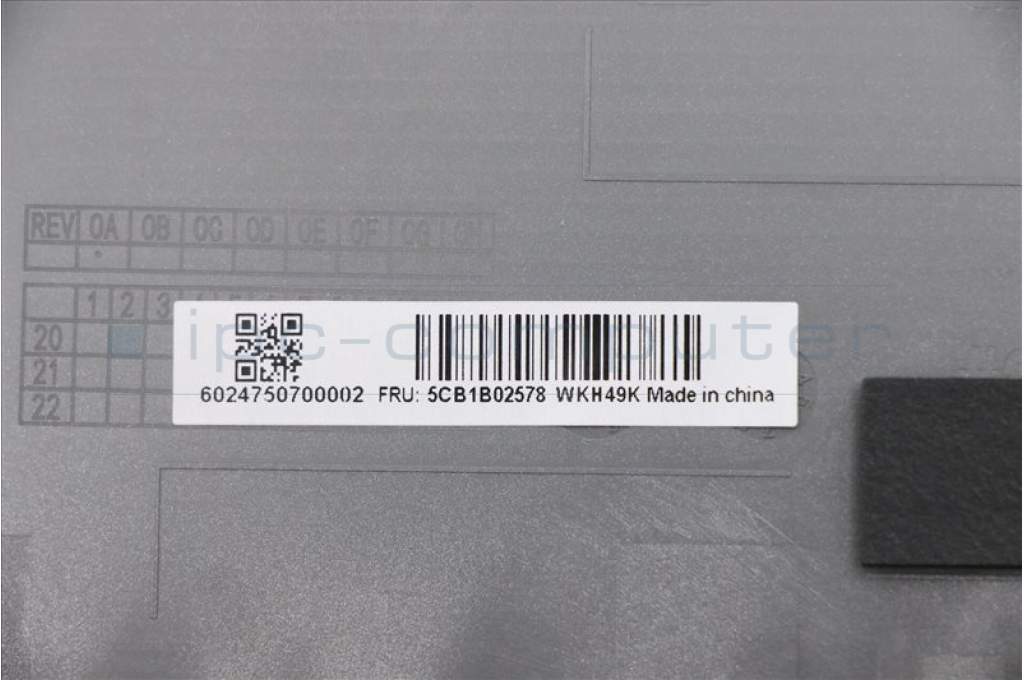 REV 0A 0B 0C 0D 0E 0F 0G 0H
1 2 3
20
ipc-computer
21
22
6024750700002 FRU: 5CB1B02578 WKH49K Made in china